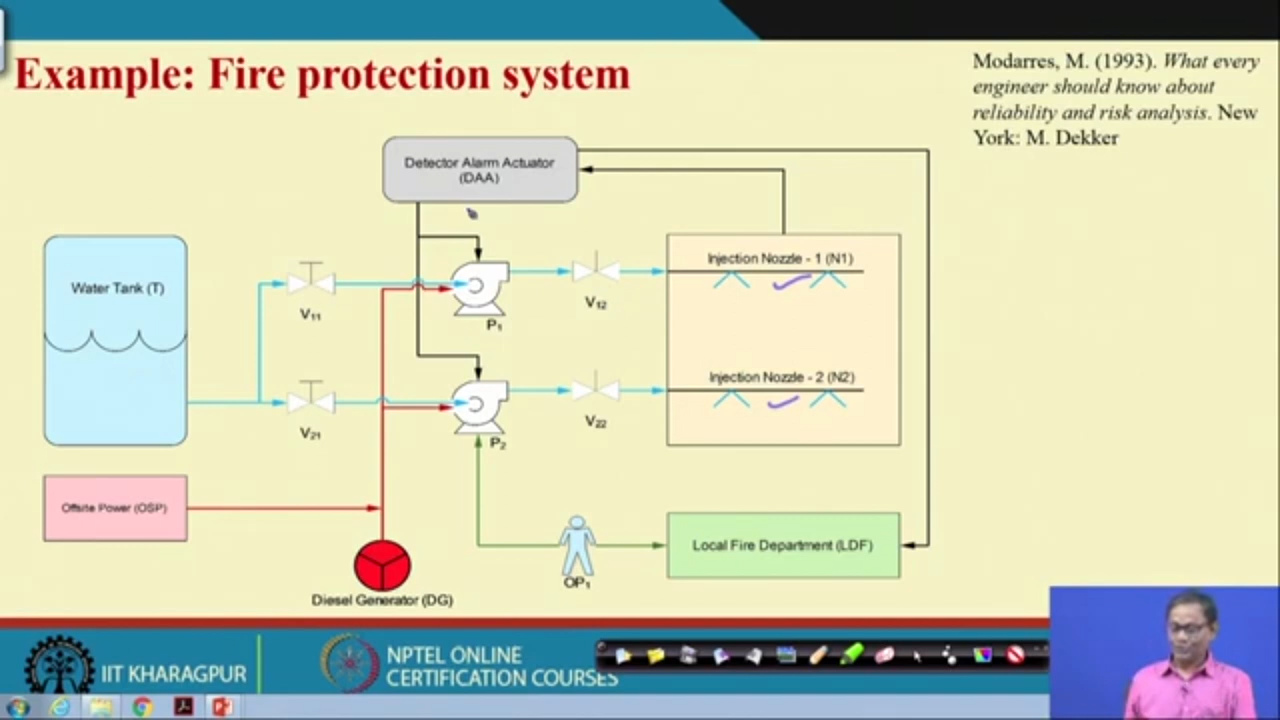 Example: Fire protection system
Modarres, M. (1993). What every
engineer should know about
reliability and risk analysis. New
York: M. Dekker
Detector Alarm Actuator
(DAA)
Water Tank (T)
V11
P1
V12
Injection Nozzle - 1 (N1)
V21
P2
V22
Injection Nozzle - 2 (N2)
Offsite Power (OSP)
Diesel Generator (DG)
OP1
Local Fire Department (LDF)
IIT KHARAGPUR
NPTEL ONLINE
CERTIFICATION COURSES